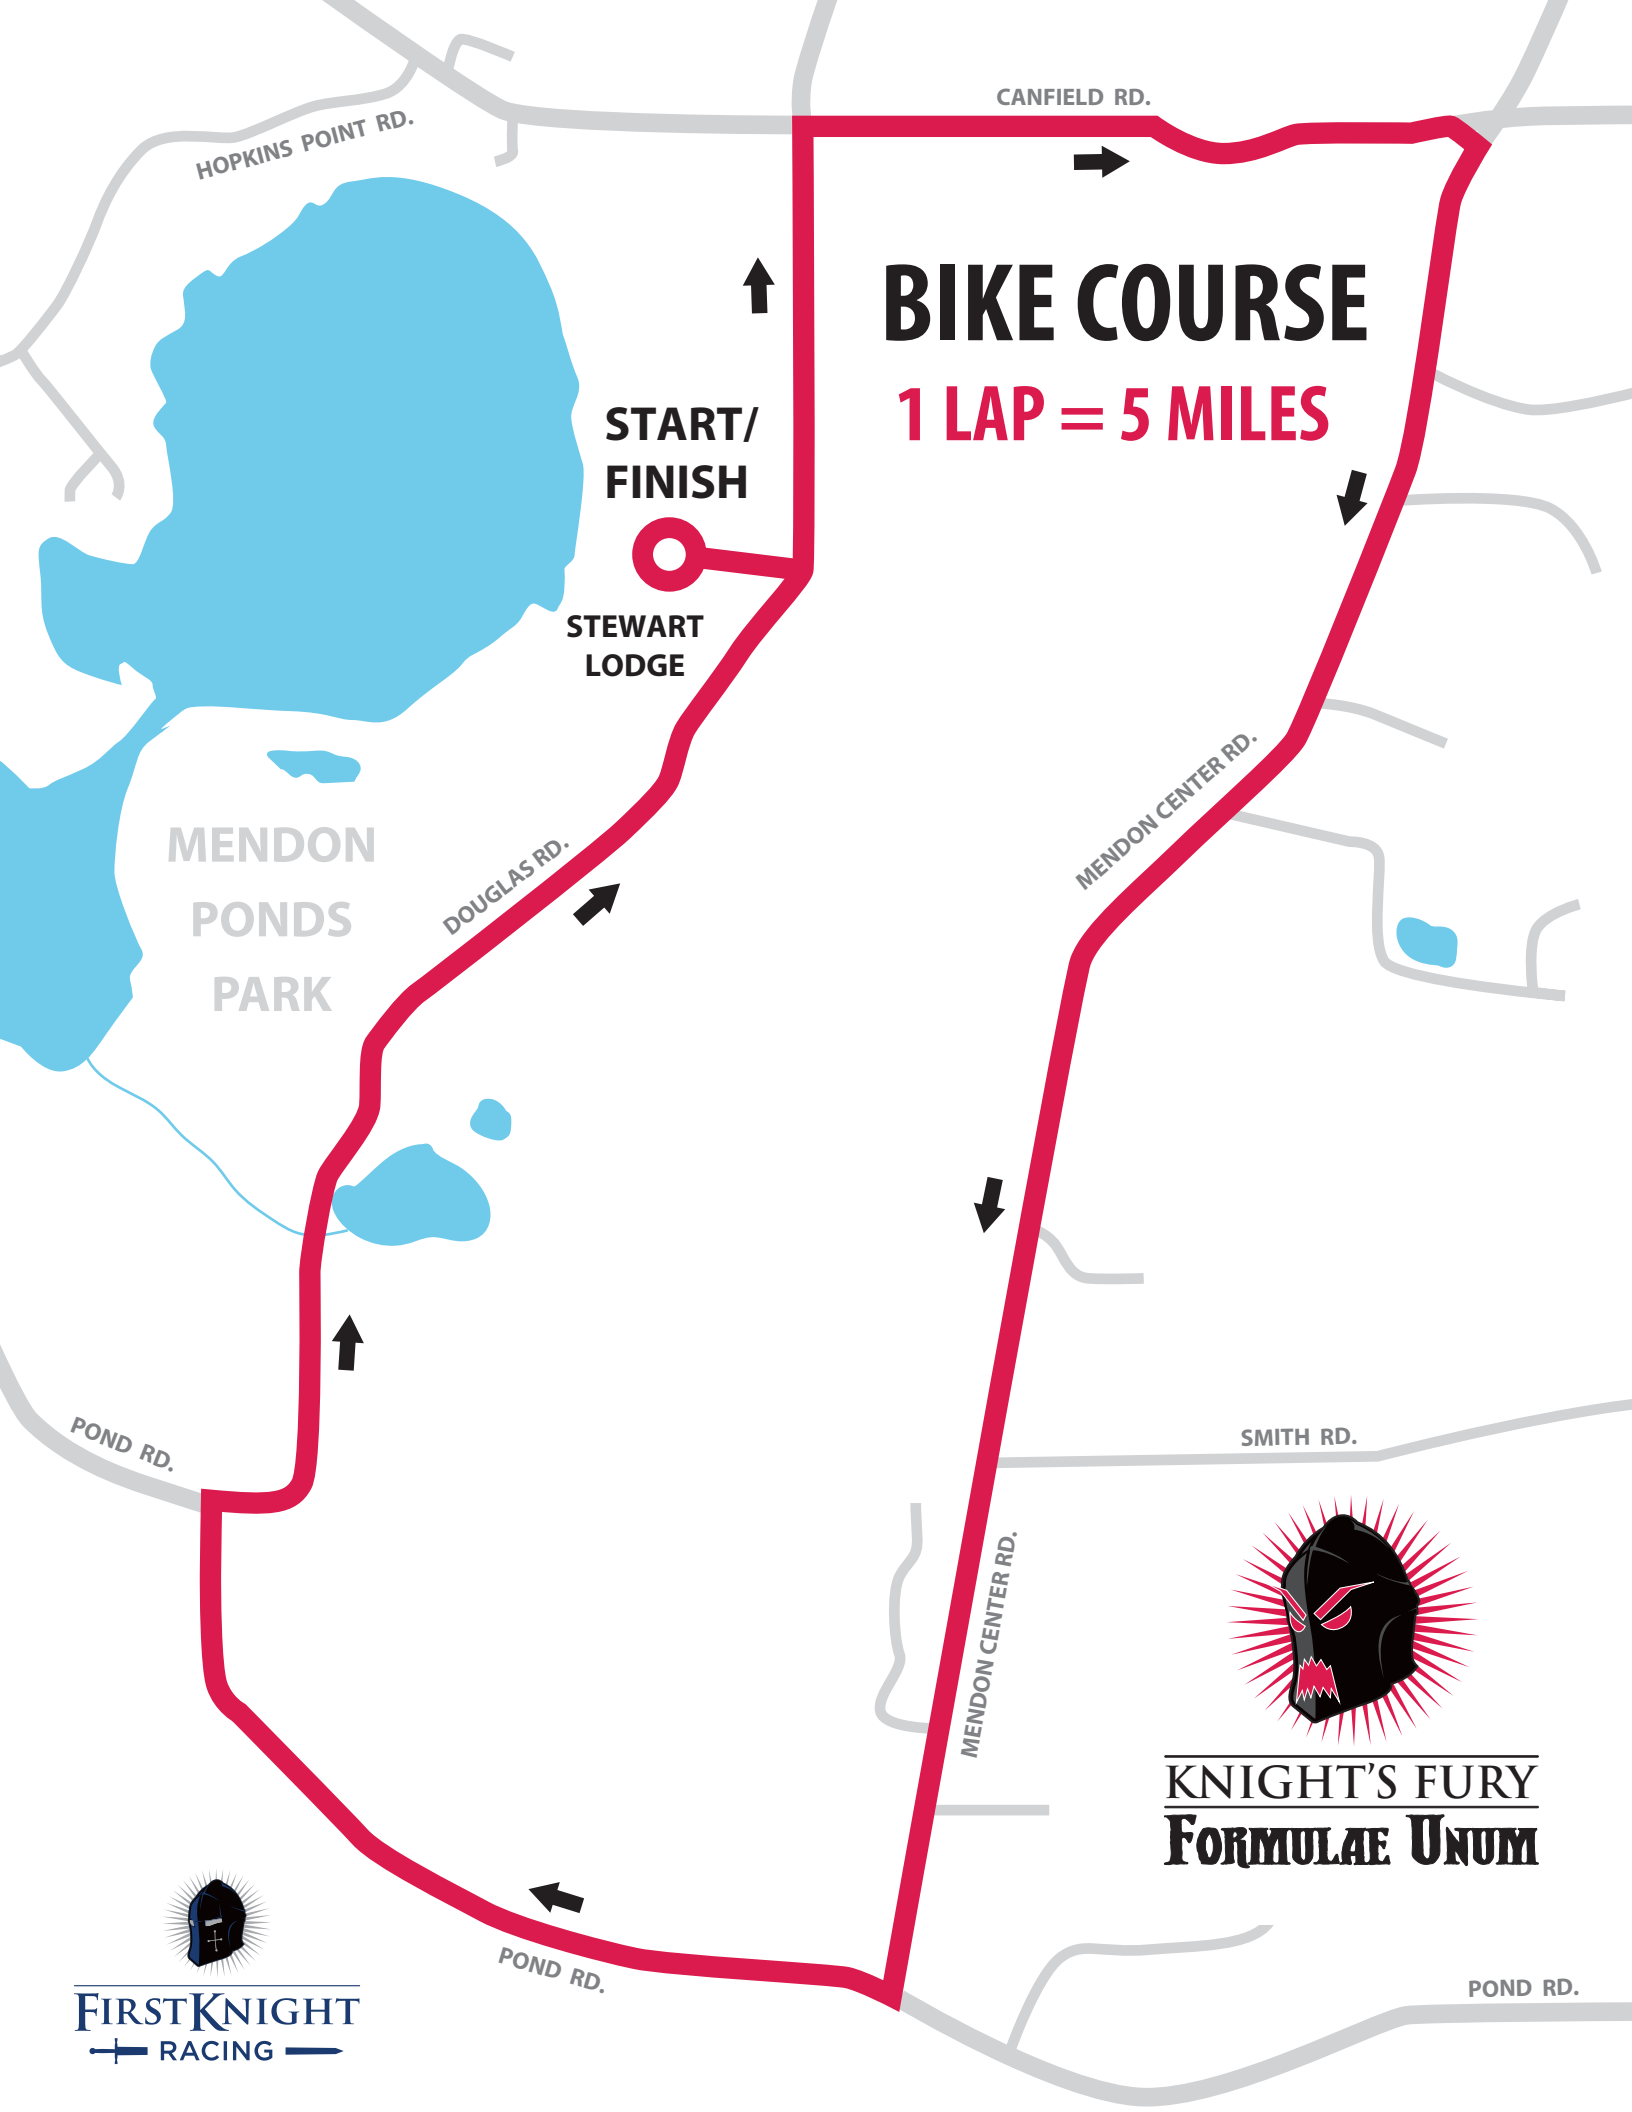 CANFIELD RD.
HOPKINS POINT RD.
BIKE COURSE
1 LAP = 5 MILES
START/
FINISH
STEWART
LODGE
MENDON CENTER RD.
MENDON
PONDS
PARK
DOUGLAS RD.
POND RD.
SMITH RD.
MENDON CENTER RD.
KNIGHT'S FURY
FORMULAE UNUM
POND RD.
POND RD.
FIRSTKNIGHT
RACING